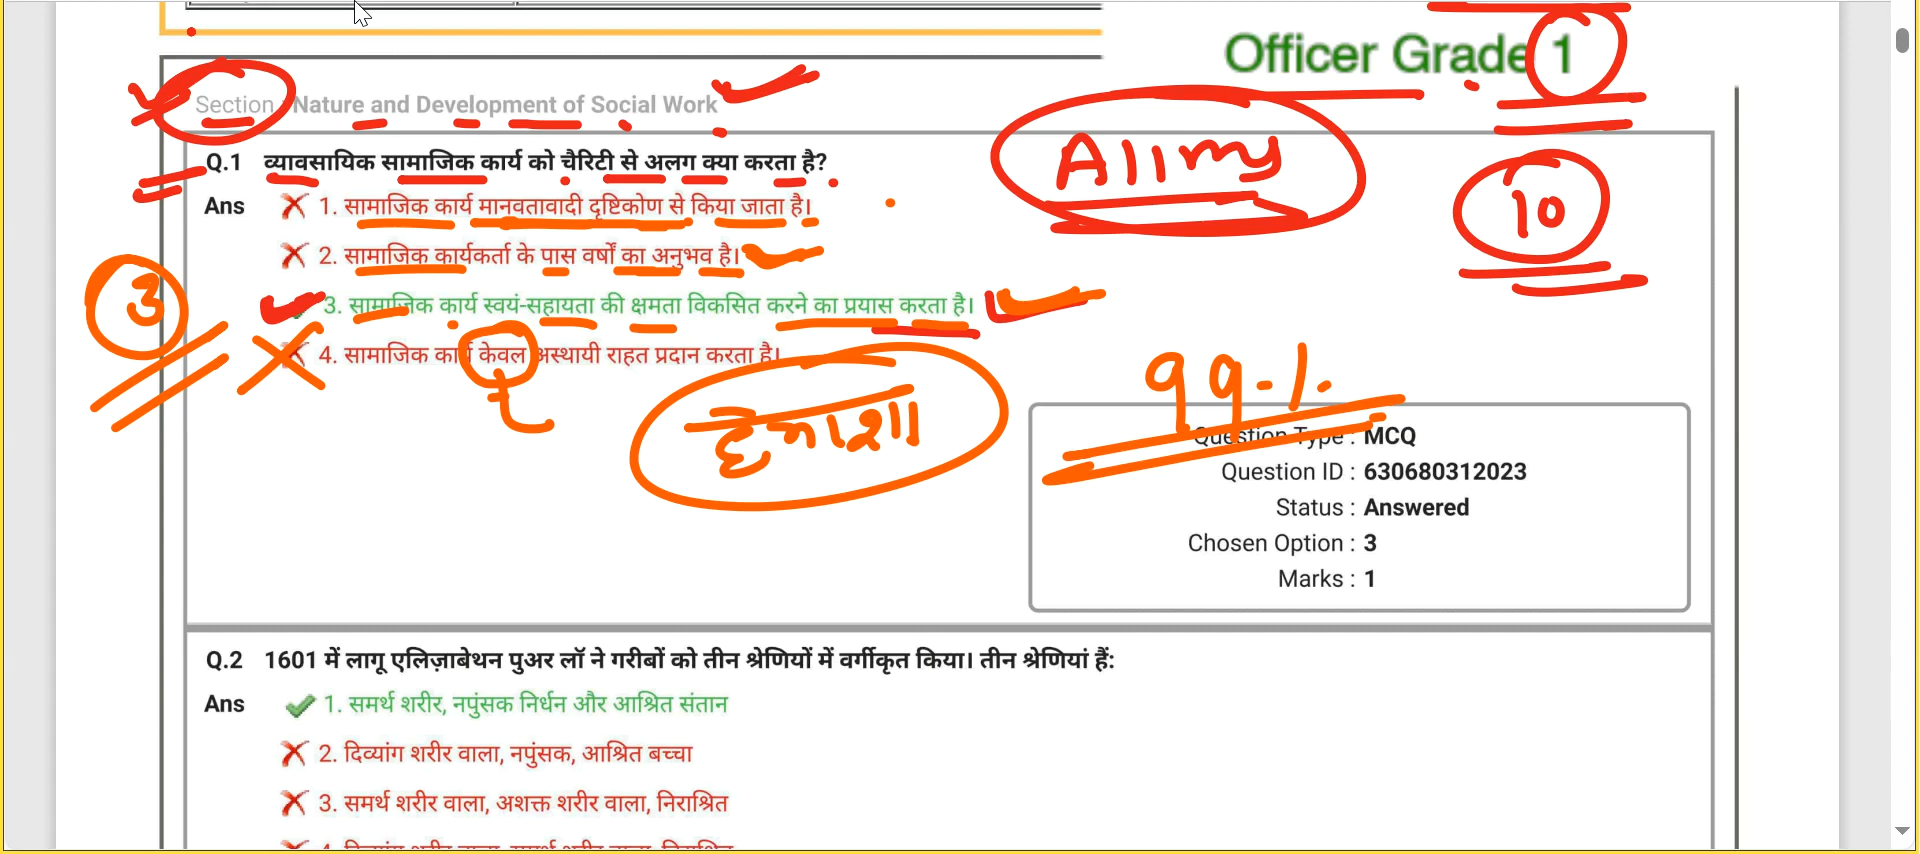 Officer Grade 1
Section : Nature and Development of Social Work
Allmy
10
Q.1 व्यावसायिक सामाजिक कार्य को चैरिटी से अलग क्या करता है?
Ans 1. सामाजिक कार्य मानवतावादी दृष्टिकोण से किया जाता है।
2. सामाजिक कार्यकर्ता के पास वर्षों का अनुभव है।
3
3. सामाजिक कार्य स्वयं-सहायता की क्षमता विकसित करने का प्रयास करता है।
4. सामाजिक कार्य केवल अस्थायी राहत प्रदान करता है।
99%
हमेशा
Question Type : MCQ
Question ID : 630680312023
Status : Answered
Chosen Option : 3
Marks : 1
Q.2 1601 में लागू एलिज़ाबेथन पुअर लॉ ने गरीबों को तीन श्रेणियों में वर्गीकृत किया। तीन श्रेणियां हैं:
Ans 1. समर्थ शरीर, नपुंसक निर्धन और आश्रित संतान
2. दिव्यांग शरीर वाला, नपुंसक, आश्रित बच्चा
3. समर्थ शरीर वाला, अशक्त शरीर वाला, निराश्रित